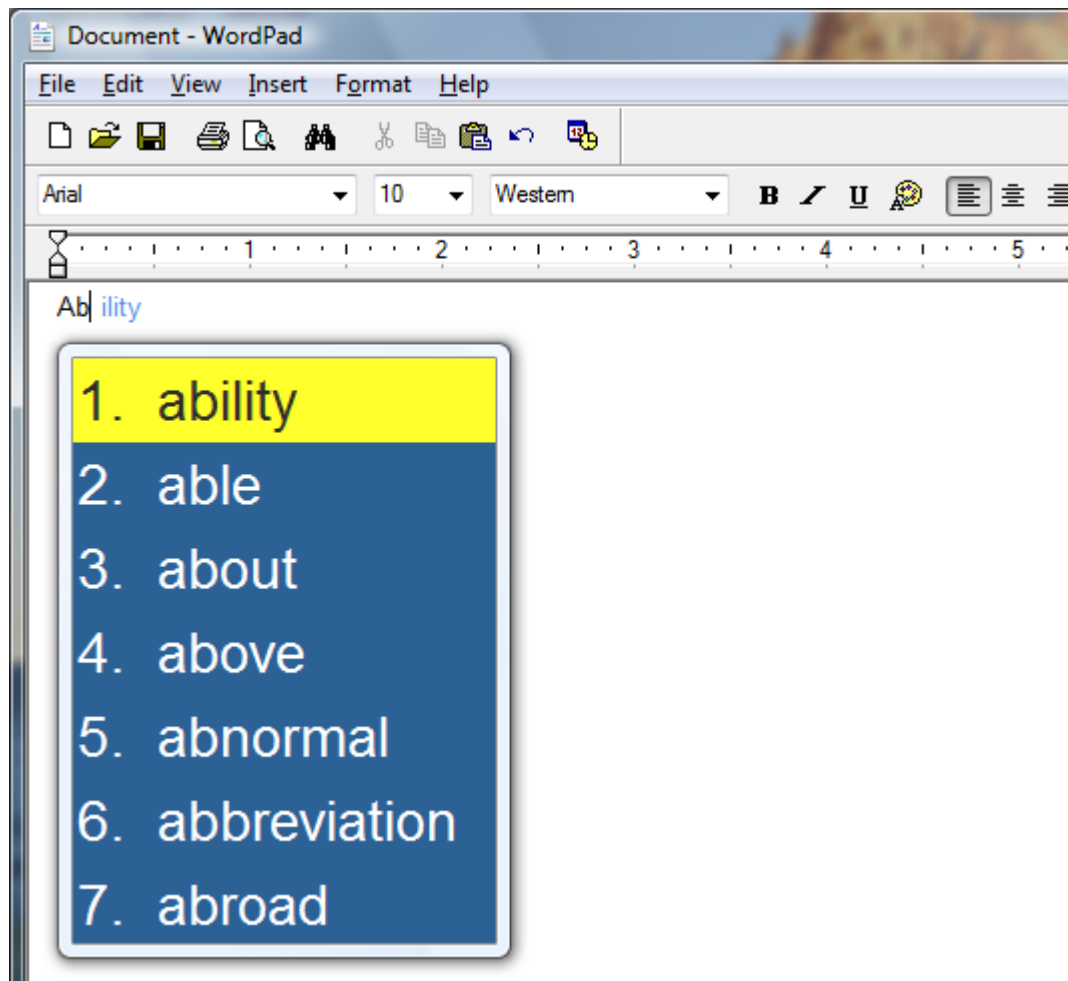 Document - WordPad
File Edit View Insert Format Help
Arial 10 Western B I U
1 2 3 4 5
Ab ility
1. ability
2. able
3. about
4. above
5. abnormal
6. abbreviation
7. abroad